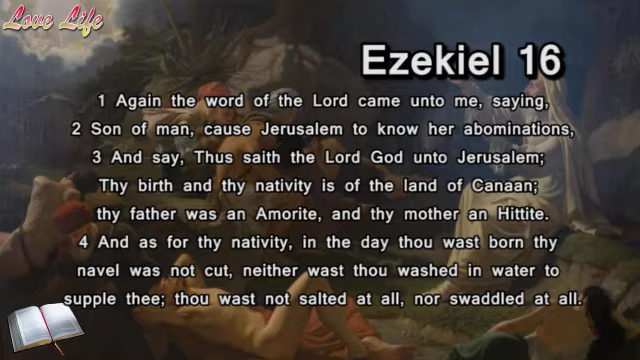 Love Life
Ezekiel 16
1 Again the word of the Lord came unto me, saying,
2 Son of man, cause Jerusalem to know her abominations,
3 And say, Thus saith the Lord God unto Jerusalem;
Thy birth and thy nativity is of the land of Canaan;
thy father was an Amorite, and thy mother an Hittite.
4 And as for thy nativity, in the day thou wast born thy
navel was not cut, neither wast thou washed in water to
supple thee; thou wast not salted at all, nor swaddled at all.